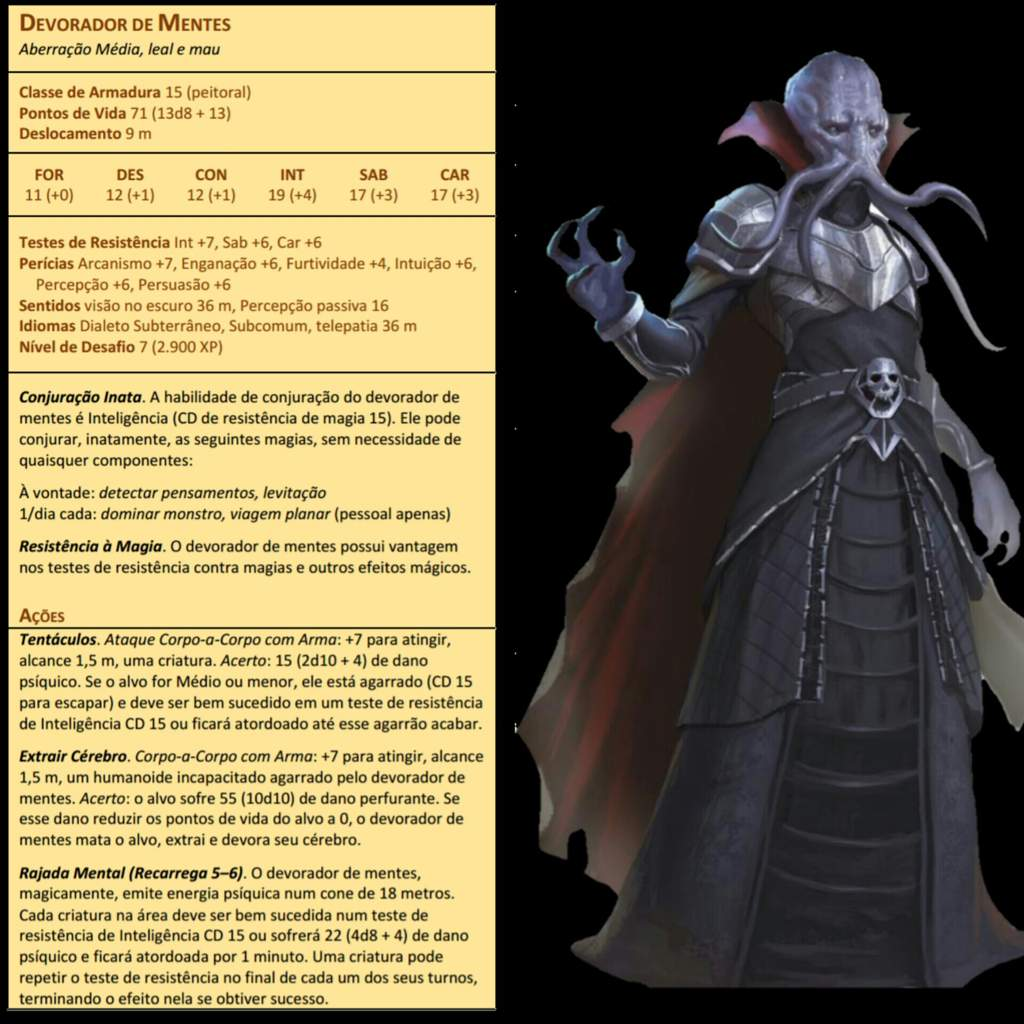 DEVORADOR DE MENTES
Aberração Média, leal e mau
Classe de Armadura 15 (peitoral)
Pontos de Vida 71 (13d8 + 13)
Deslocamento 9 m
FOR DES CON INT SAB CAR
11 (+0) 12 (+1) 12 (+1) 19 (+4) 17 (+3) 17 (+3)
Testes de Resistência Int +7, Sab +6, Car +6
Perícias Arcanismo +7, Enganação +6, Furtividade +4, Intuição +6,
Percepção +6, Persuasão +6
Sentidos visão no escuro 36 m, Percepção passiva 16
Idiomas Dialeto Subterrâneo, Subcomum, telepatia 36 m
Nível de Desafio 7 (2.900 XP)
Conjuração Inata. A habilidade de conjuração do devorador de
mentes é Inteligência (CD de resistência de magia 15). Ele pode
conjurar, inatamente, as seguintes magias, sem necessidade de
quaisquer componentes:
À vontade: detectar pensamentos, levitação
1/dia cada: dominar monstro, viagem planar (pessoal apenas)
Resistência à Magia. O devorador de mentes possui vantagem
nos testes de resistência contra magias e outros efeitos mágicos.
AÇÕES
Tentáculos. Ataque Corpo-a-Corpo com Arma: +7 para atingir,
alcance 1,5 m, uma criatura. Acerto: 15 (2d10 + 4) de dano
psíquico. Se o alvo for Médio ou menor, ele está agarrado (CD 15
para escapar) e deve ser bem sucedido em um teste de resistência
de Inteligência CD 15 ou ficará atordoado até esse agarrão acabar.
Extrair Cérebro. Corpo-a-Corpo com Arma: +7 para atingir, alcance
1,5 m, um humanoide incapacitado agarrado pelo devorador de
mentes. Acerto: o alvo sofre 55 (10d10) de dano perfurante. Se
esse dano reduzir os pontos de vida do alvo a 0, o devorador de
mentes mata o alvo, extrai e devora seu cérebro.
Rajada Mental (Recarrega 5–6). O devorador de mentes,
magicamente, emite energia psíquica num cone de 18 metros.
Cada criatura na área deve ser bem sucedida num teste de
resistência de Inteligência CD 15 ou sofrerá 22 (4d8 + 4) de dano
psíquico e ficará atordoada por 1 minuto. Uma criatura pode
repetir o teste de resistência no final de cada um dos seus turnos,
terminando o efeito nela se obtiver sucesso.